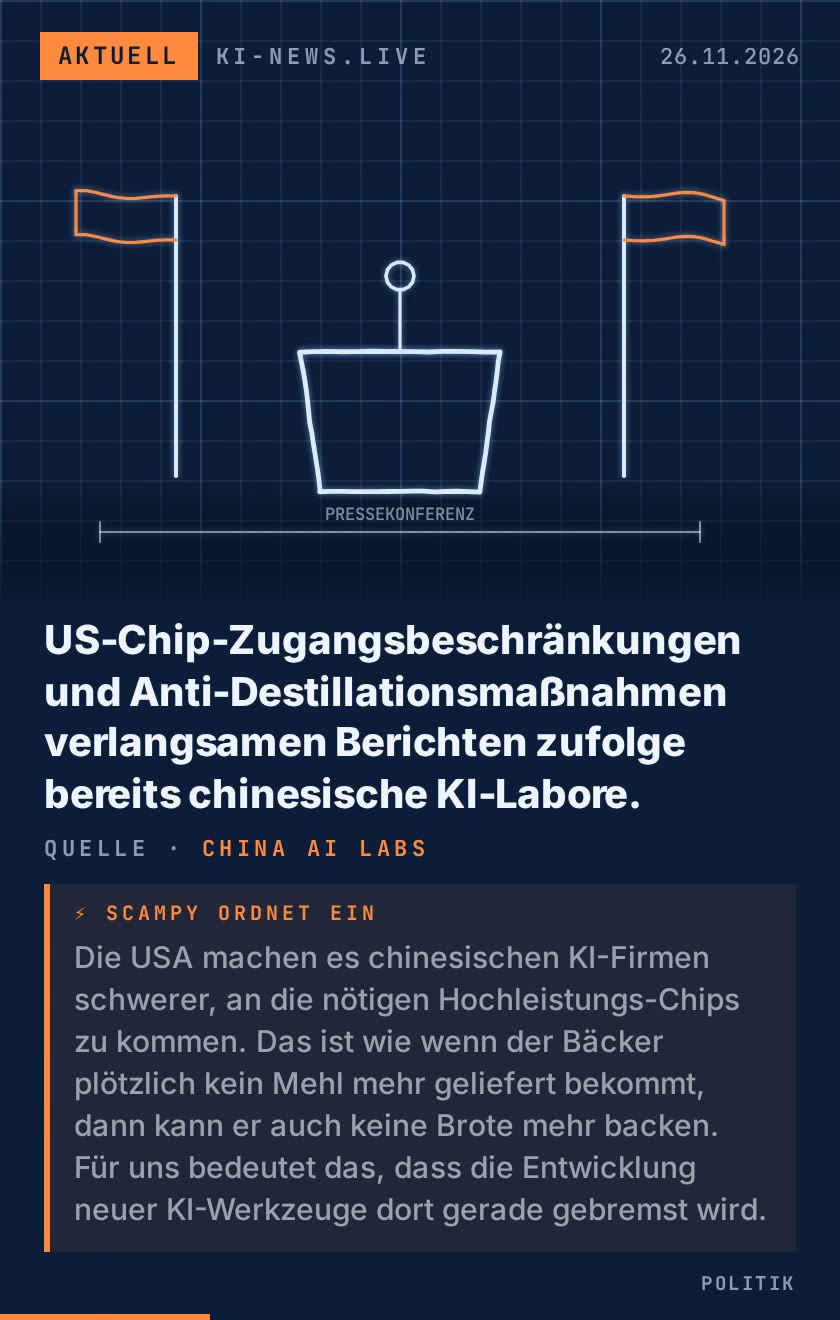 AKTUELL KI-NEWS.LIVE 26.11.2026
PRESSEKONFERENZ
US-Chip-Zugangsbeschränkungen
und Anti-Destillationsmaßnahmen
verlangsamen Berichten zufolge
bereits chinesische KI-Labore.
QUELLE · CHINA AI LABS
⚡ SCAMPY ORDNET EIN
Die USA machen es chinesischen KI-Firmen
schwerer, an die nötigen Hochleistungs-Chips
zu kommen. Das ist wie wenn der Bäcker
plötzlich kein Mehl mehr geliefert bekommt,
dann kann er auch keine Brote mehr backen.
Für uns bedeutet das, dass die Entwicklung
neuer KI-Werkzeuge dort gerade gebremst wird.
POLITIK